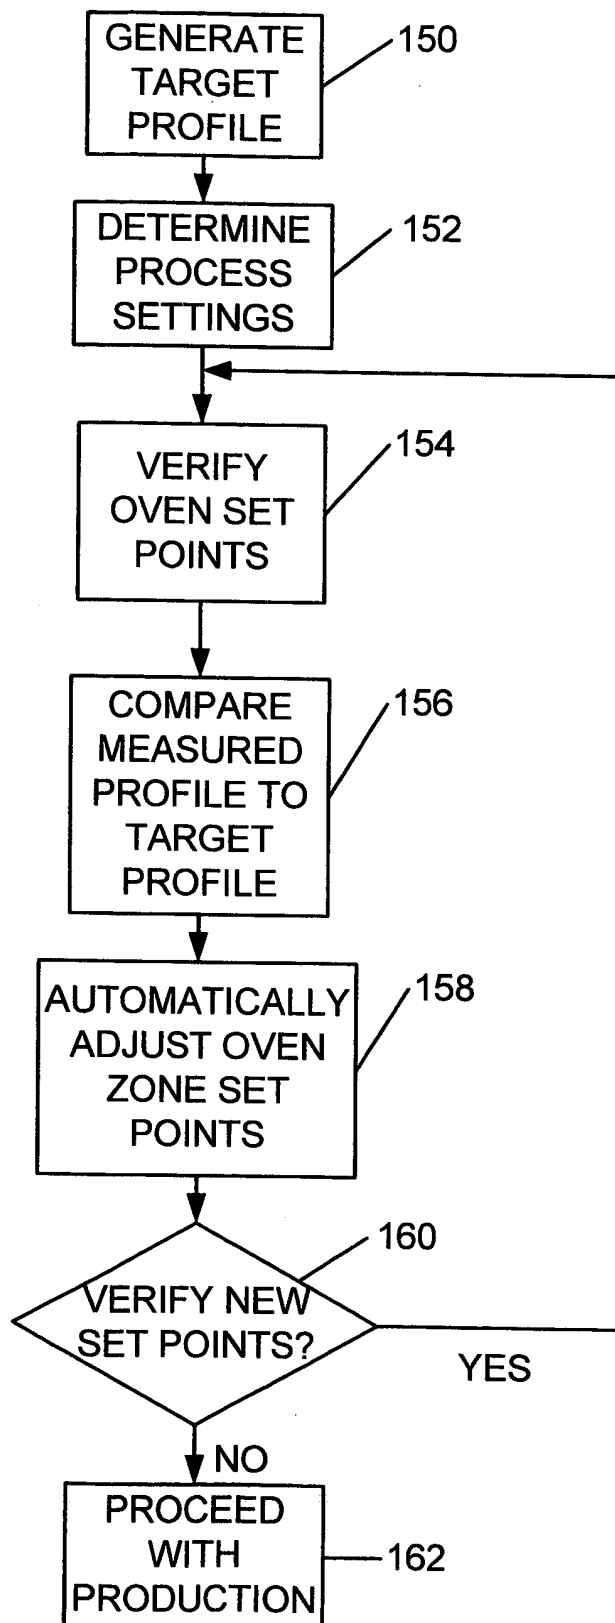 GENERATE
TARGET
PROFILE
150
DETERMINE
PROCESS
SETTINGS
152
VERIFY
OVEN SET
POINTS
154
COMPARE
MEASURED
PROFILE TO
TARGET
PROFILE
156
AUTOMATICALLY
ADJUST OVEN
ZONE SET
POINTS
158
VERIFY NEW
SET POINTS?
160
YES
NO
PROCEED
WITH
PRODUCTION
162